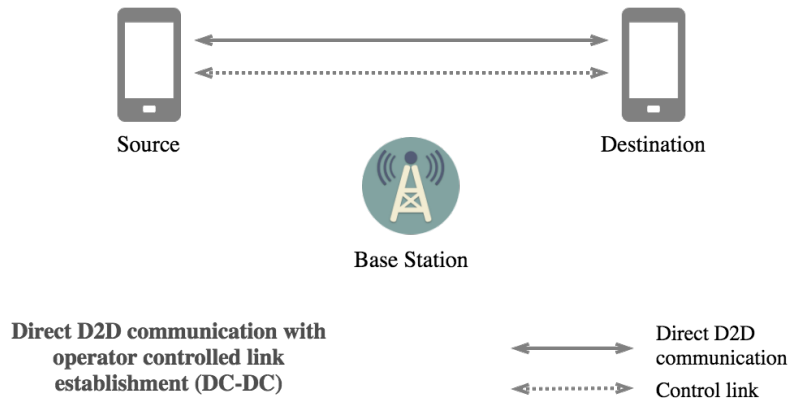 Source
Destination
Base Station
Direct D2D communication with
operator controlled link
establishment (DC-DC)
Direct D2D
communication
Control link